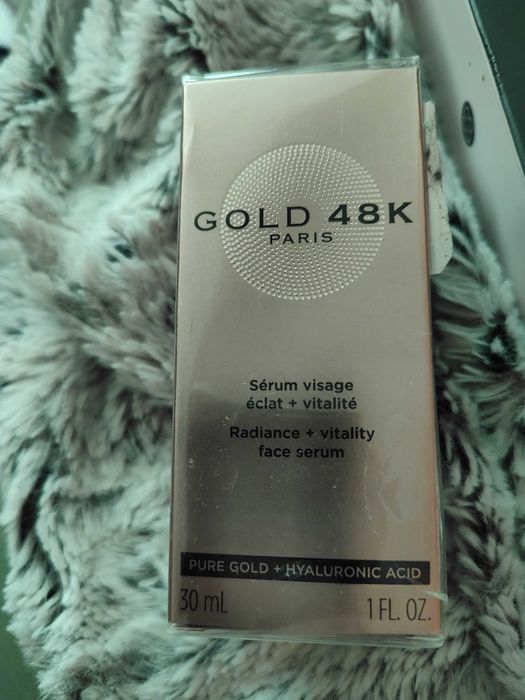 GOLD 48K
PARIS
Sérum visage
éclat + vitalité
Radiance + vitality
face serum
PURE GOLD + HYALURONIC ACID
30 mL 1 FL. OZ.